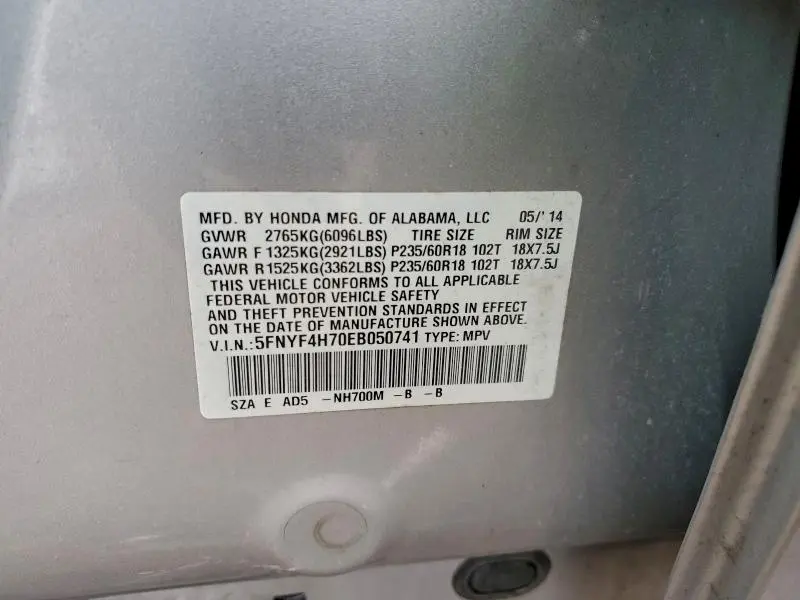 MFD. BY HONDA MFG. OF ALABAMA, LLC 05/'14
GVWR 2765KG(6096LBS) TIRE SIZE RIM SIZE
GAWR F 1325KG(2921LBS) P235/60R18 102T 18X7.5J
GAWR R 1525KG(3362LBS) P235/60R18 102T 18X7.5J
THIS VEHICLE CONFORMS TO ALL APPLICABLE
FEDERAL MOTOR VEHICLE SAFETY
AND THEFT PREVENTION STANDARDS IN EFFECT
ON THE DATE OF MANUFACTURE SHOWN ABOVE.
V.I.N.:5FNYF4H70EB050741 TYPE: MPV
SZA E AD5 -NH700M -B -B